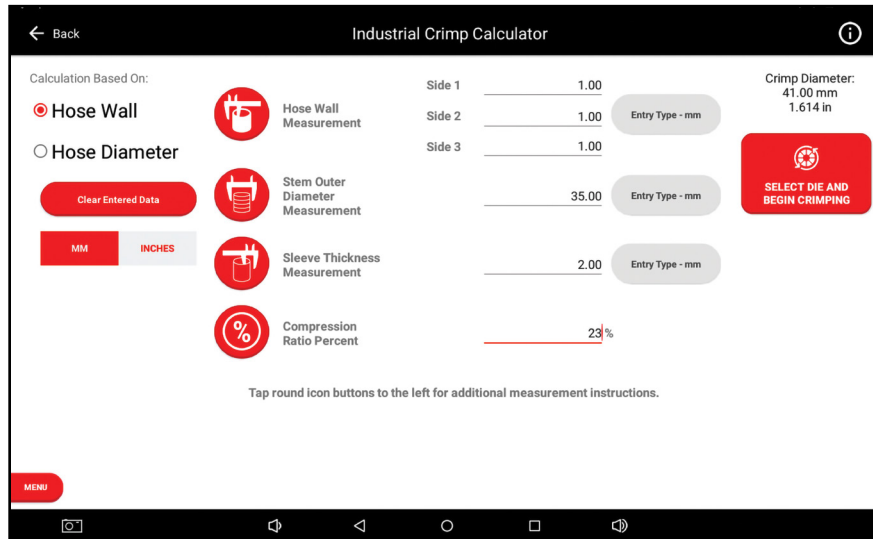 Back
Industrial Crimp Calculator
Calculation Based On:
Hose Wall
Hose Diameter
Clear Entered Data
MM
INCHES
Hose Wall
Measurement
Side 1
1.00
Side 2
1.00
Side 3
1.00
Entry Type - mm
Stem Outer
Diameter
Measurement
35.00
Entry Type - mm
Sleeve Thickness
Measurement
2.00
Entry Type - mm
%
Compression
Ratio Percent
23 %
Crimp Diameter:
41.00 mm
1.614 in
SELECT DIE AND
BEGIN CRIMPING
Tap round icon buttons to the left for additional measurement instructions.
MENU